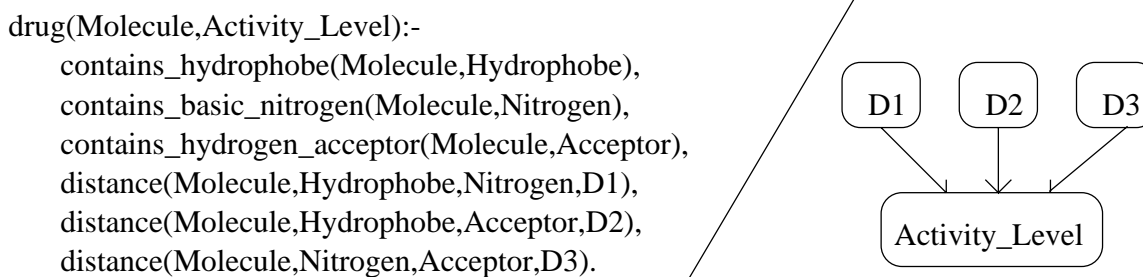 drug(Molecule,Activity_Level):-
contains_hydrophobe(Molecule,Hydrophobe),
contains_basic_nitrogen(Molecule,Nitrogen),
contains_hydrogen_acceptor(Molecule,Acceptor),
distance(Molecule,Hydrophobe,Nitrogen,D1),
distance(Molecule,Hydrophobe,Acceptor,D2),
distance(Molecule,Nitrogen,Acceptor,D3).
D1 D2 D3
Activity_Level